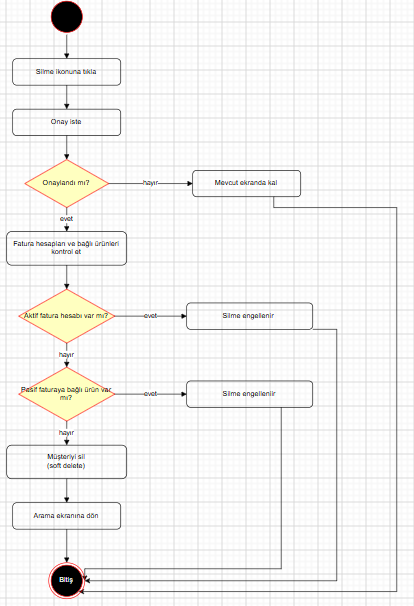 Silme ikonuna tıkla
Onay iste
Onaylandı mı?
hayır
Mevcut ekranda kal
evet
Fatura hesapları ve bağlı ürünleri
kontrol et
Aktif fatura hesabı var mı?
evet
Silme engellenir
hayır
Pasif faturaya bağlı ürün var
mı?
evet
Silme engellenir
hayır
Müşteriyi sil
(soft delete)
Arama ekranına dön
Bitiş